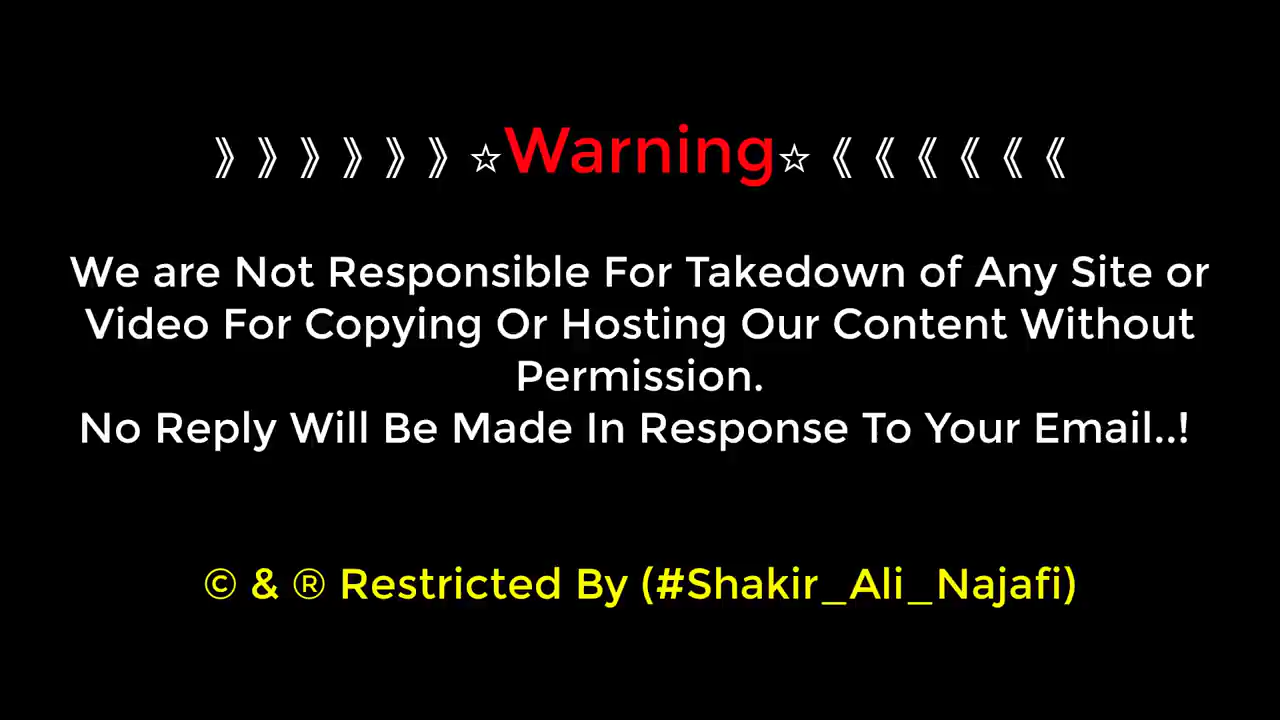 》》》》》》☆Warning☆《《《《《《
We are Not Responsible For Takedown of Any Site or
Video For Copying Or Hosting Our Content Without
Permission.
No Reply Will Be Made In Response To Your Email..!
© & ® Restricted By (#Shakir_Ali_Najafi)